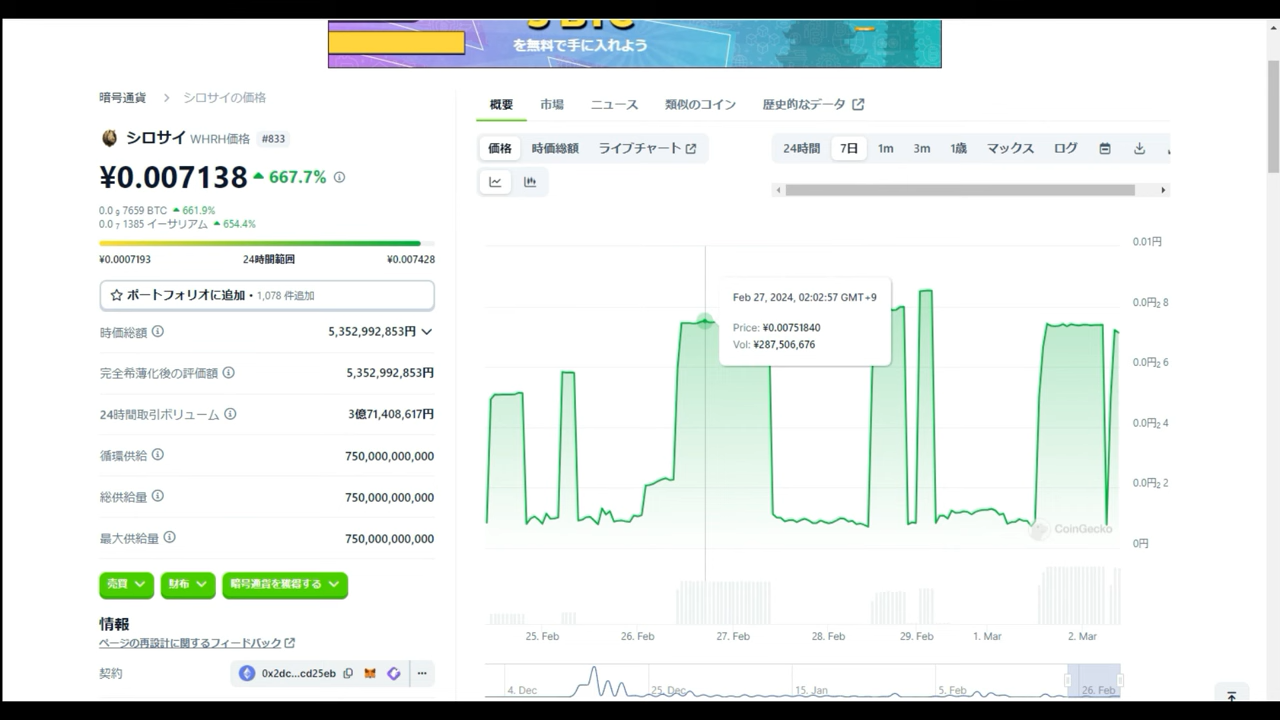 を無料で手に入れよう
暗号通貨 シロサイの価格
シロサイ WHRH価格 #833
¥0.007138 667.7%
0.0₉7659 BTC 661.9%
0.0₇1385 イーサリアム 654.4%
¥0.0007193 24時間範囲 ¥0.007428
ポートフォリオに追加 • 1,078 件追加
時価総額 5,352,992,853円
完全希薄化後の評価額 5,352,992,853円
24時間取引ボリューム 3億71,408,617円
循環供給 750,000,000,000
総供給量 750,000,000,000
最大供給量 750,000,000,000
売買 財布 暗号通貨を獲得する
情報
ページの再設計に関するフィードバック
契約 0x2dc...cd25eb
概要 市場 ニュース 類似のコイン 歴史的なデータ
価格 時価総額 ライブチャート
24時間 7日 1m 3m 1歳 マックス ログ
0.01円
0.0円₂8
0.0円₂6
0.0円₂4
0.0円₂2
0円
Feb 27, 2024, 02:02:57 GMT+9
Price: ¥0.00751840
Vol: ¥287,506,676
CoinGecko
25. Feb 26. Feb 27. Feb 28. Feb 29. Feb 1. Mar 2. Mar
4. Dec 25. Dec 15. Jan 5. Feb 26. Feb